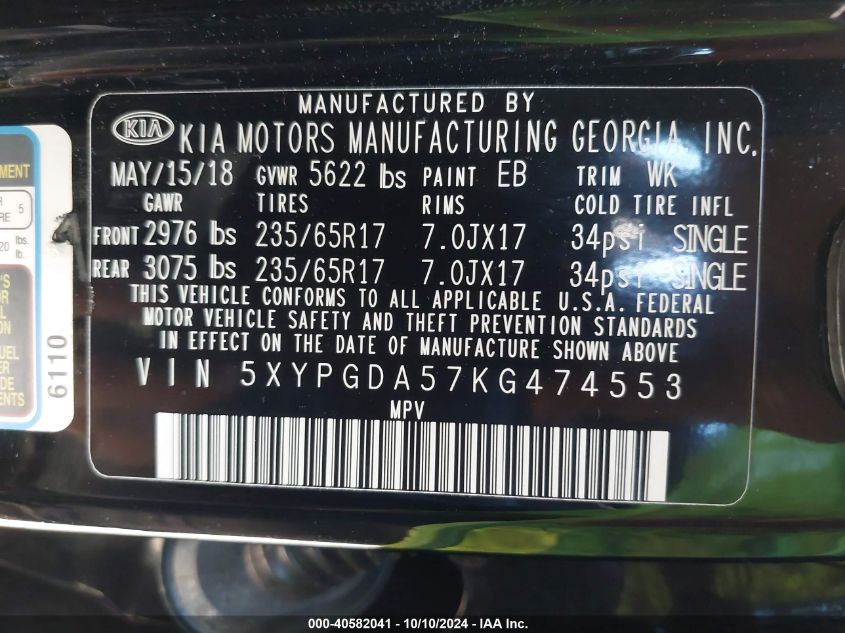 MANUFACTURED BY
KIA KIA MOTORS MANUFACTURING GEORGIA, INC.
MAY/15/18 GVWR 5622 lbs PAINT EB TRIM WK
GAWR TIRES RIMS COLD TIRE INFL
FRONT 2976 lbs 235/65R17 7.0JX17 34psi SINGLE
REAR 3075 lbs 235/65R17 7.0JX17 34psi SINGLE
THIS VEHICLE CONFORMS TO ALL APPLICABLE U.S.A. FEDERAL
MOTOR VEHICLE SAFETY AND THEFT PREVENTION STANDARDS
IN EFFECT ON THE DATE OF MANUFACTURE SHOWN ABOVE
VIN 5XYPGDA57KG474553
MPV
5
lbs.
lb.
6110
000-40582041 - 10/10/2024 - IAA Inc.